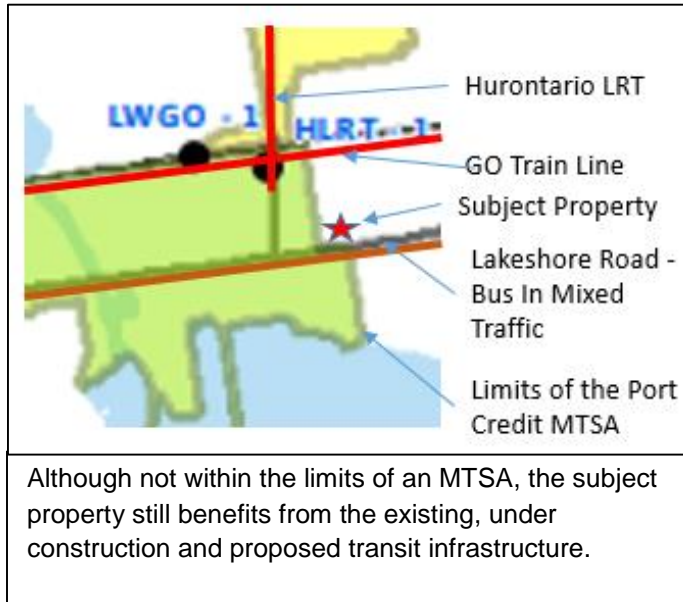 LWGO - 1
HLRT - 1
Hurontario LRT
GO Train Line
Subject Property
Lakeshore Road -
Bus In Mixed
Traffic
Limits of the Port
Credit MTSA
Although not within the limits of an MTSA, the subject
property still benefits from the existing, under
construction and proposed transit infrastructure.